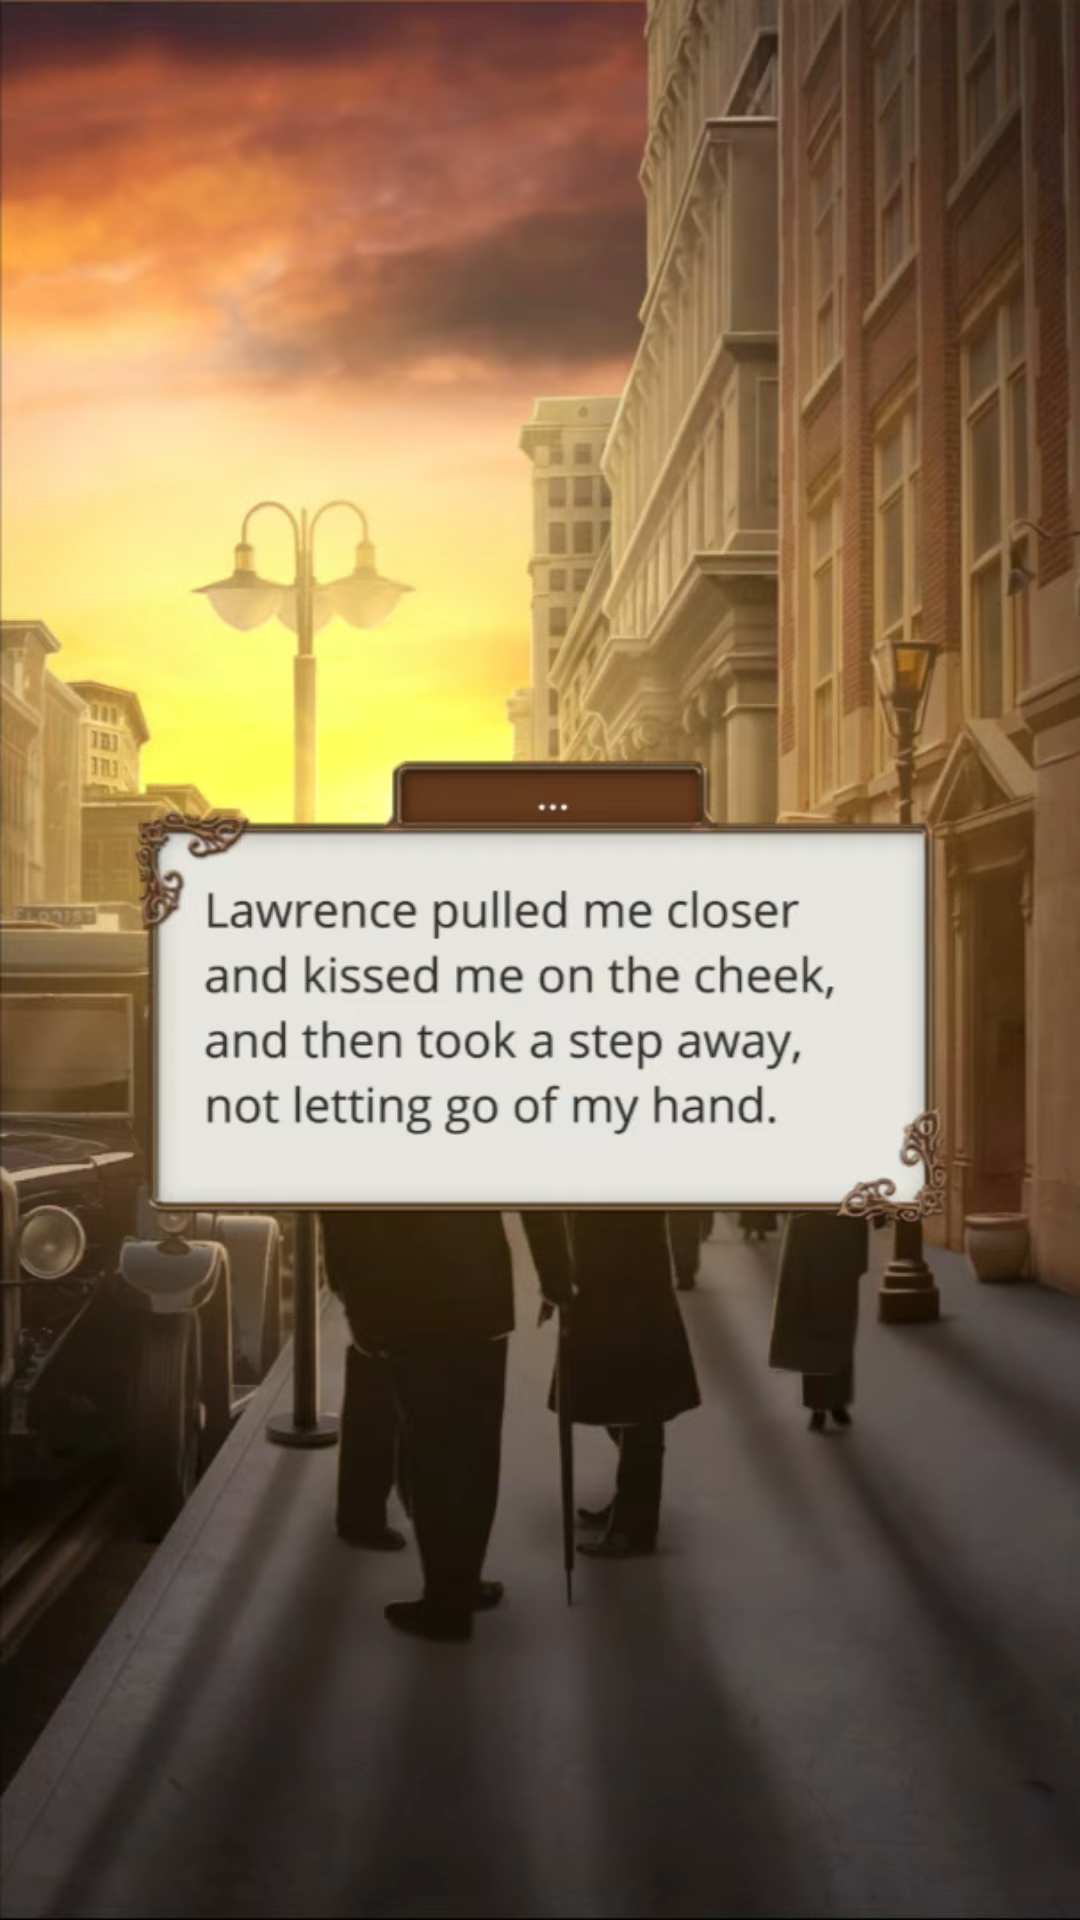 ...
Lawrence pulled me closer
and kissed me on the cheek,
and then took a step away,
not letting go of my hand.
FLORIST